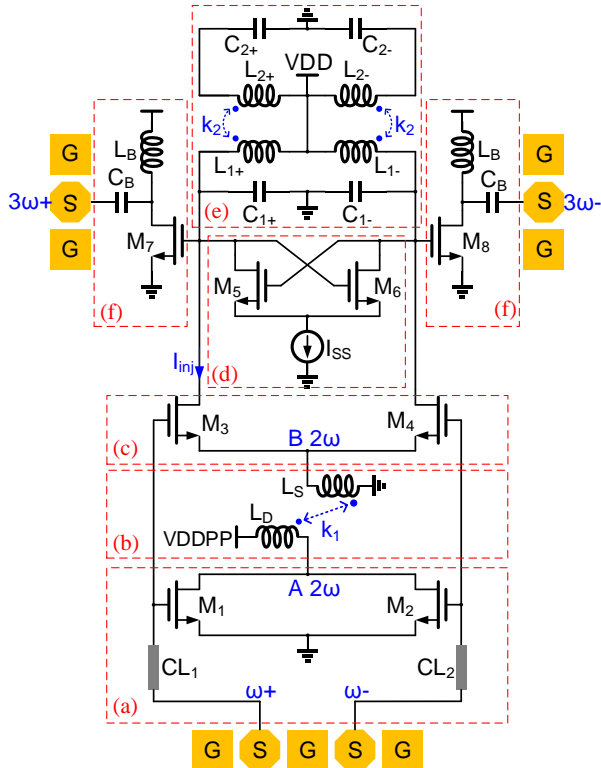 C2+ C2-
VDD
L2+ L2-
k2 k2
L1+ L1-
C1+ C1-
(e)
G LB LB G
CB CB
3ω+ S S 3ω-
G M7 M8 G
(f) (f)
M5 M6
ISS
(d)
Iinj
M3 M4
B 2ω
(c)
LS
LD
k1
VDDPP
(b)
A 2ω
M1 M2
CL1 CL2
ω+ ω-
(a)
G S G S G